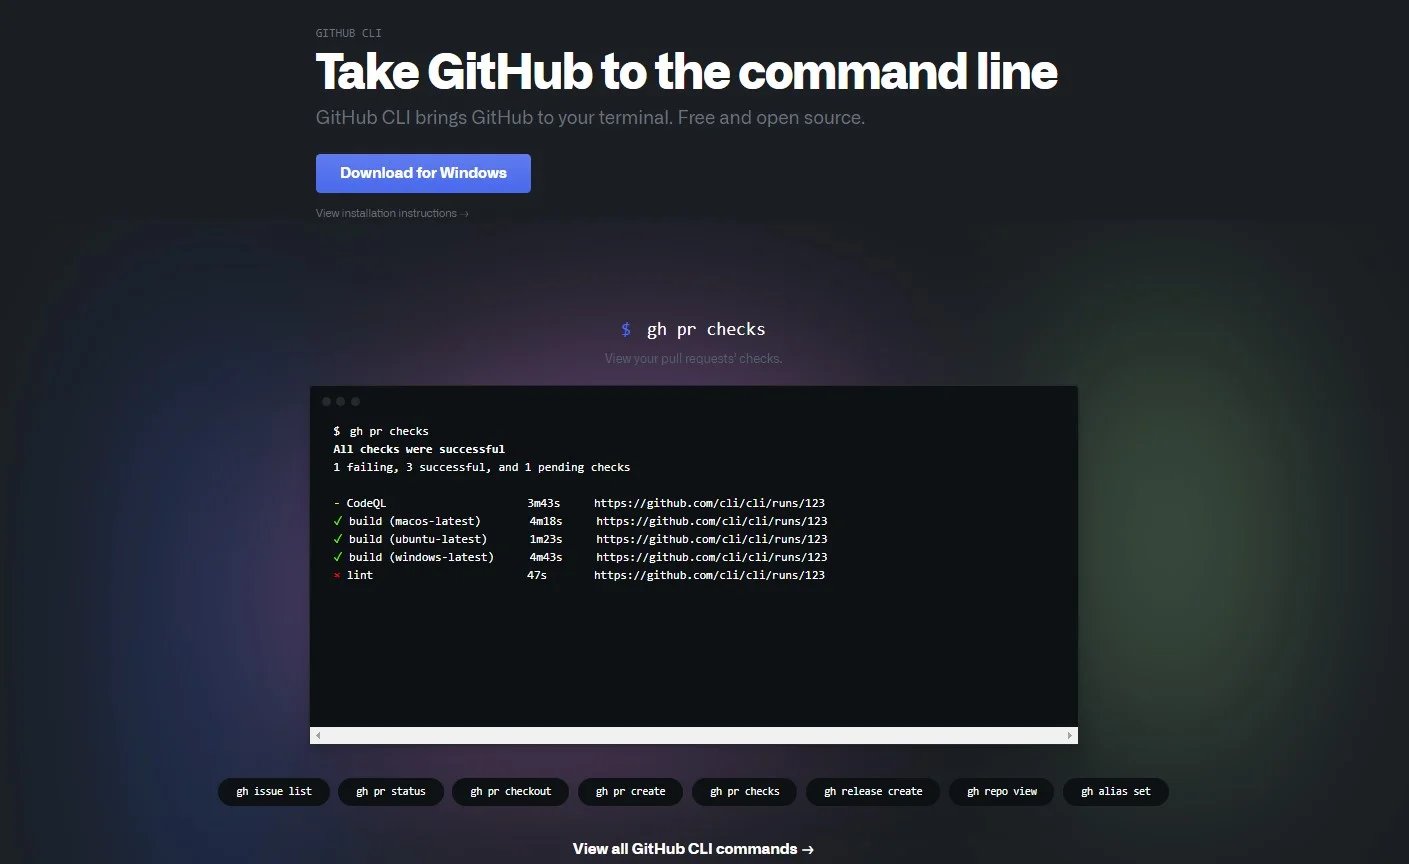 GITHUB CLI
Take GitHub to the command line
GitHub CLI brings GitHub to your terminal. Free and open source.
Download for Windows
View installation instructions →
$ gh pr checks
View your pull requests' checks.
$ gh pr checks
All checks were successful
1 failing, 3 successful, and 1 pending checks
- CodeQL 3m43s https://github.com/cli/cli/runs/123
✓ build (macos-latest) 4m18s https://github.com/cli/cli/runs/123
✓ build (ubuntu-latest) 1m23s https://github.com/cli/cli/runs/123
✓ build (windows-latest) 4m43s https://github.com/cli/cli/runs/123
× lint 47s https://github.com/cli/cli/runs/123
gh issue list gh pr status gh pr checkout gh pr create gh pr checks gh release create gh repo view gh alias set
View all GitHub CLI commands →